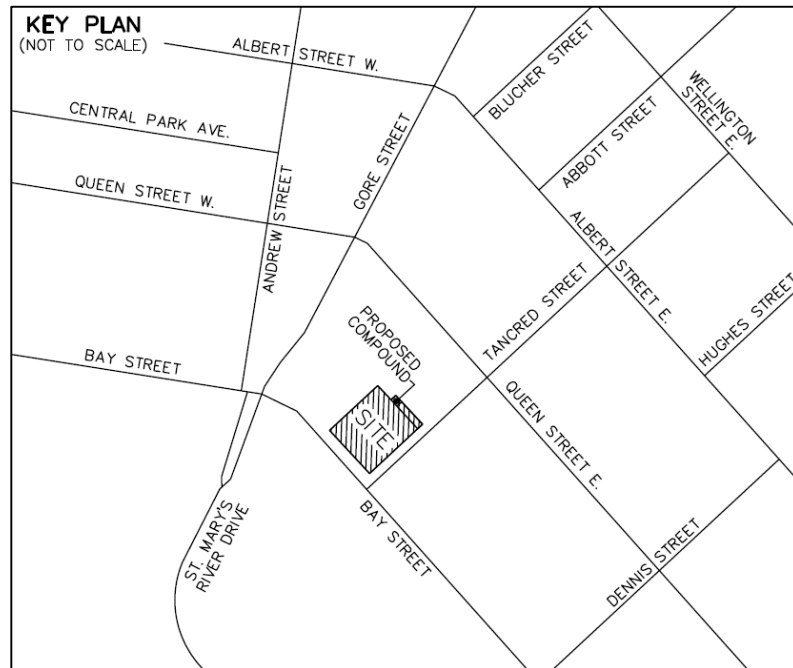 KEY PLAN
(NOT TO SCALE)
ALBERT STREET W.
BLUCHER STREET
WELLINGTON
STREET E.
CENTRAL PARK AVE.
GORE STREET
ABBOTT STREET
QUEEN STREET W.
ANDREW STREET
ALBERT STREET E.
TANCRED STREET
HUGHES STREET
PROPOSED
COMPOUND
BAY STREET
SITE
QUEEN STREET E.
BAY STREET
ST. MARY'S
RIVER DRIVE
DENNIS STREET